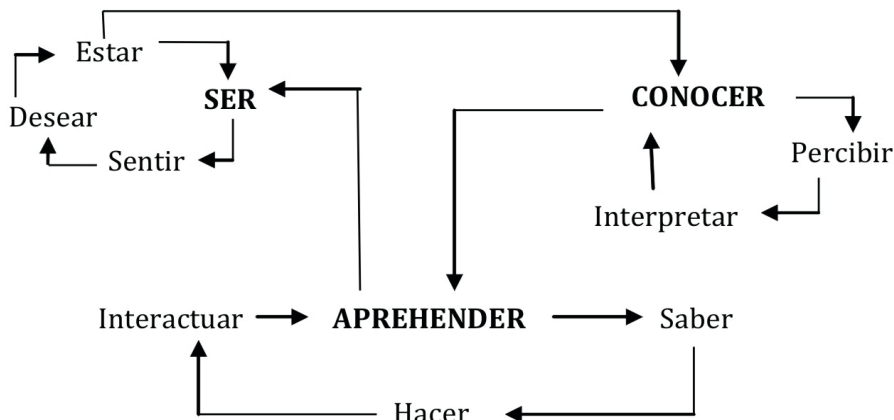 Estar
SER
CONOCER
Desear
Sentir
Percibir
Interpretar
Interactuar
APREHENDER
Saber
Hacer